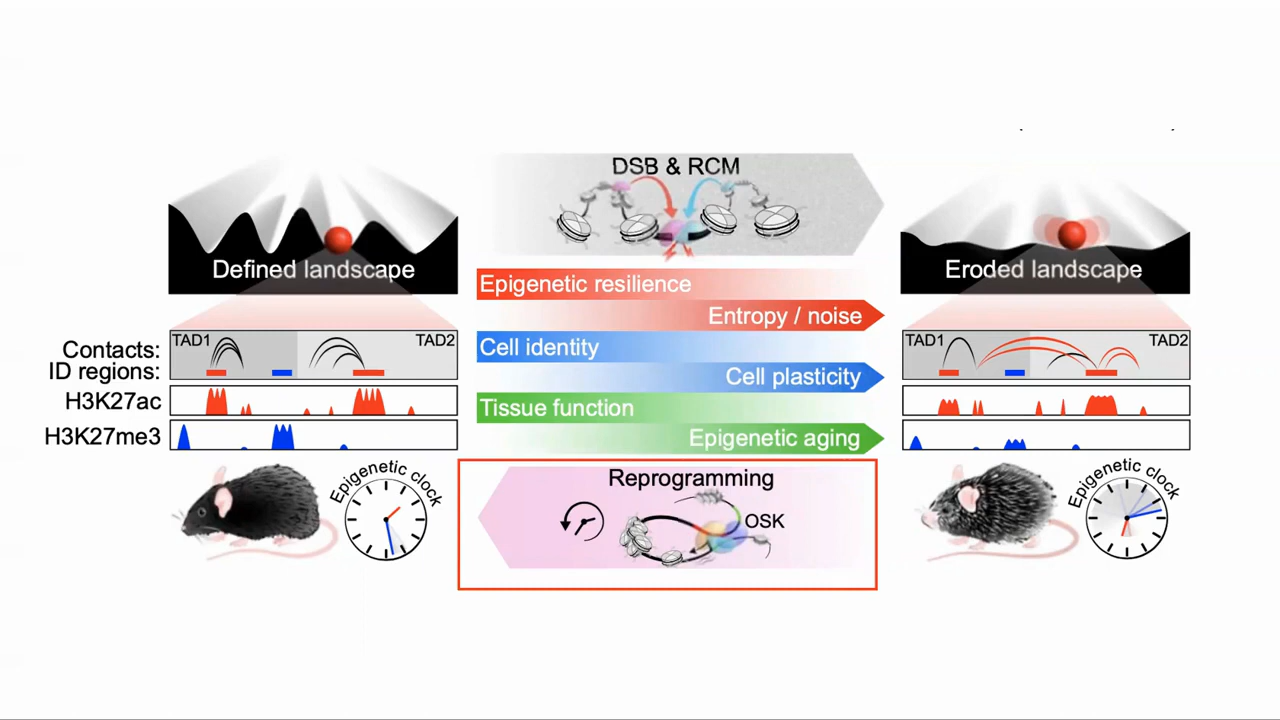 DSB & RCM
Defined landscape
Eroded landscape
Epigenetic resilience
Entropy / noise
Cell identity
Cell plasticity
Tissue function
Epigenetic aging
Contacts:
ID regions:
H3K27ac
H3K27me3
TAD1
TAD2
TAD1
TAD2
Epigenetic clock
Reprogramming
OSK
Epigenetic clock